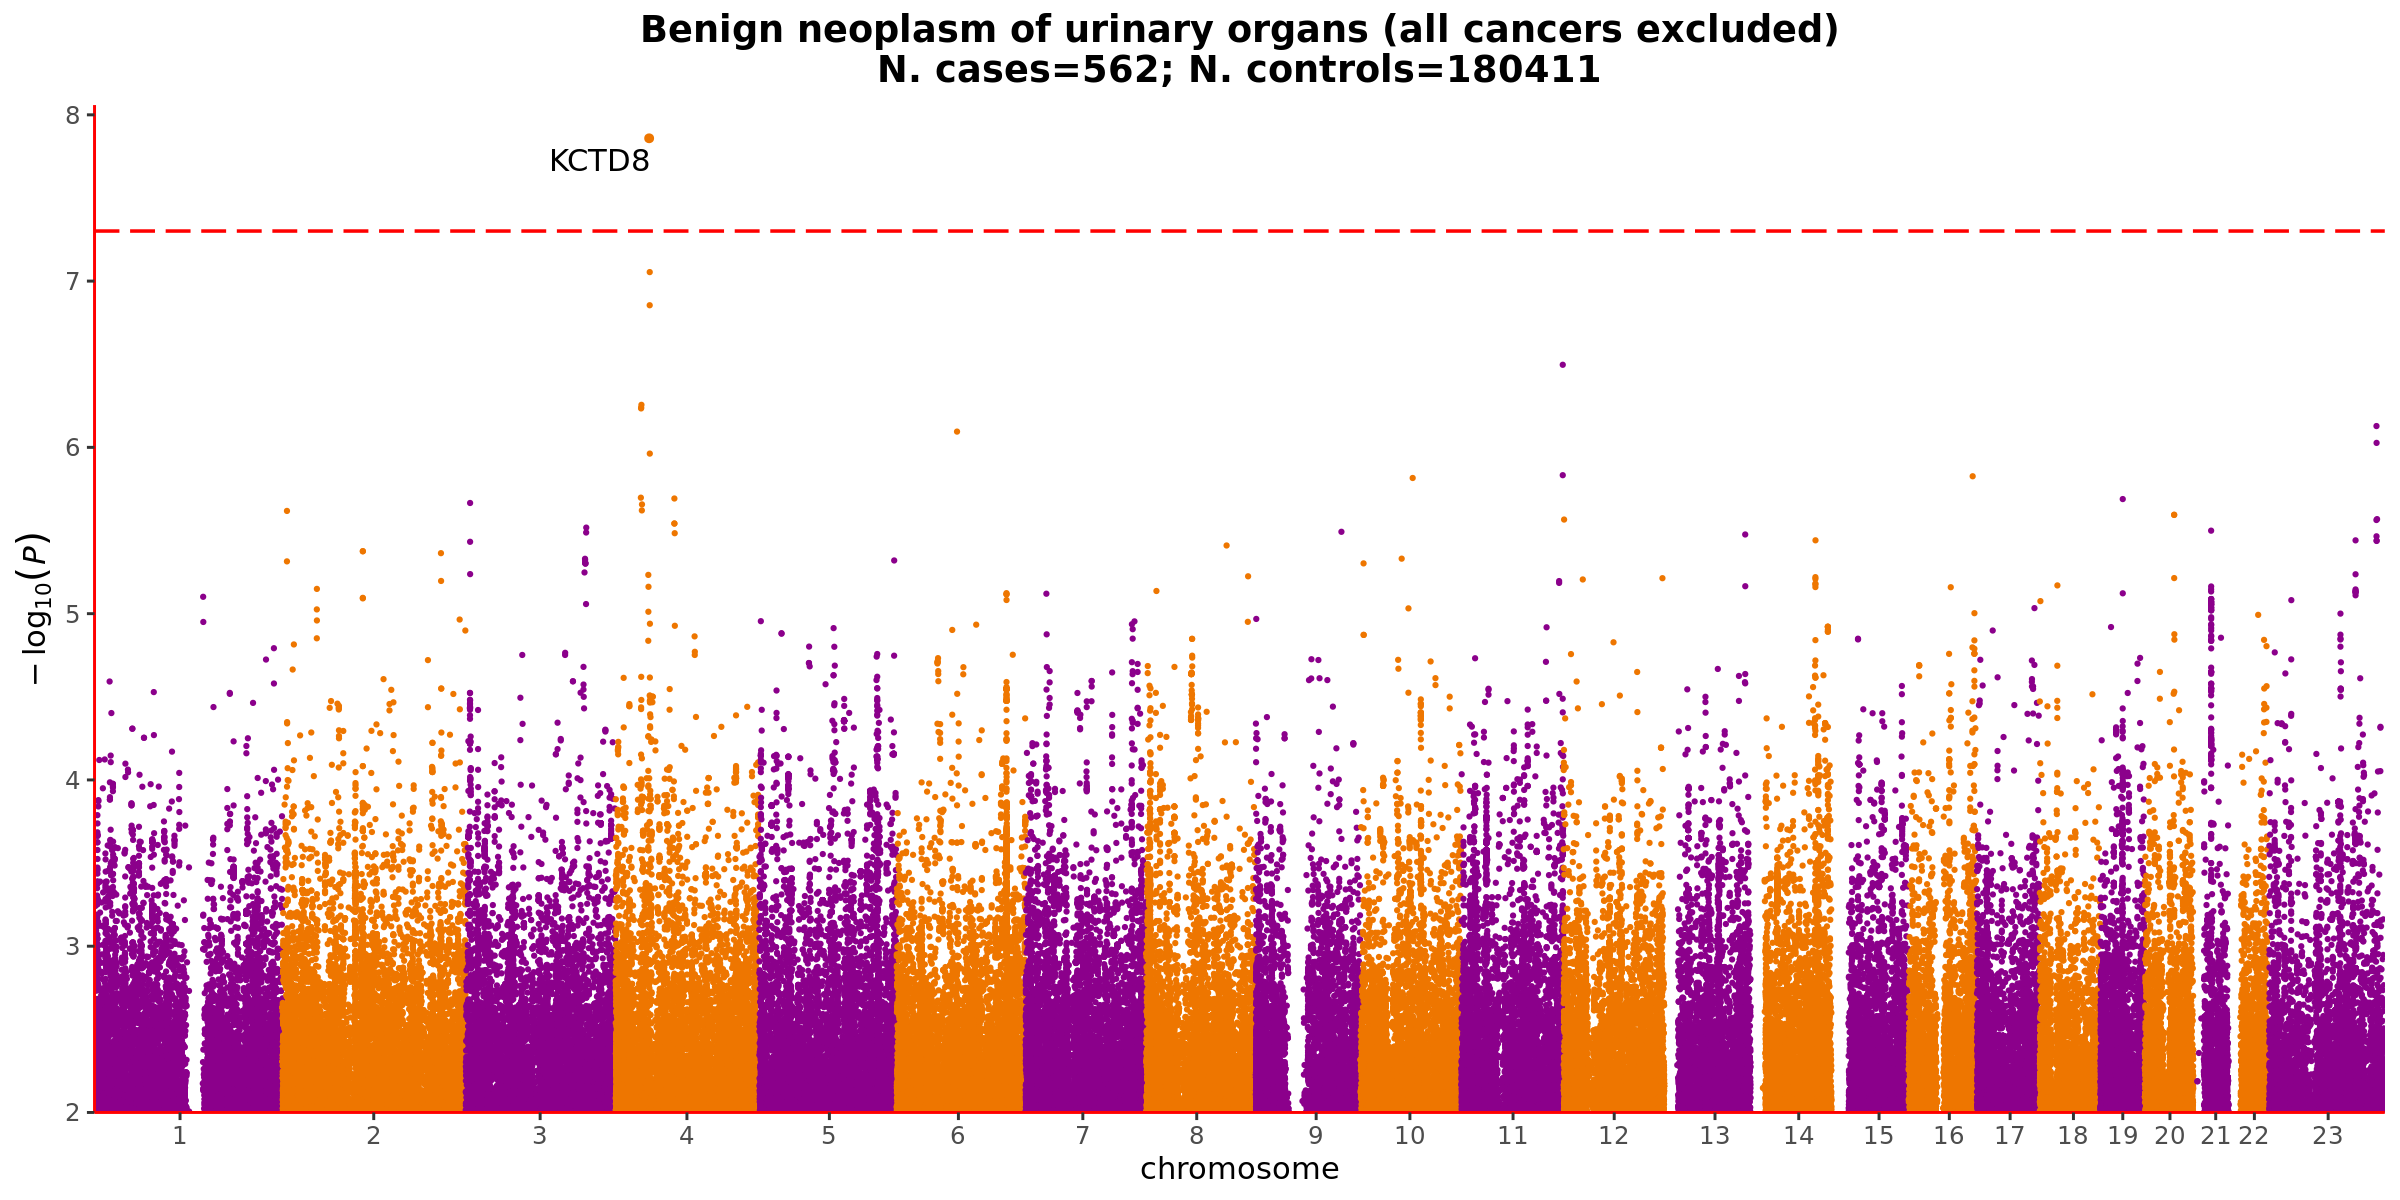 Benign neoplasm of urinary organs (all cancers excluded)
N. cases=562; N. controls=180411
8
KCTD8
7
6
5
4
3
2
−log10(P)
1 2 3 4 5 6 7 8 9 10 11 12 13 14 15 16 17 18 19 20 21 22 23
chromosome